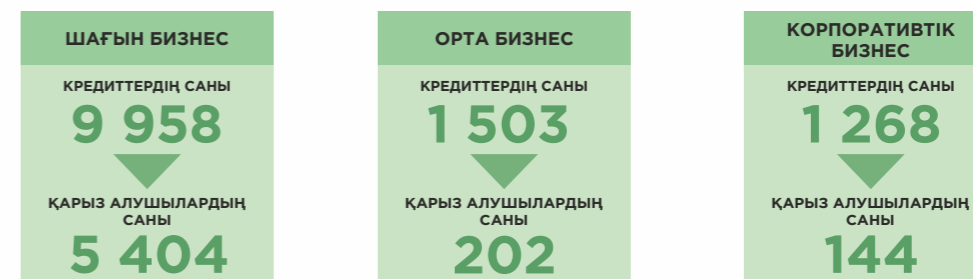 ШАҒЫН БИЗНЕС
КРЕДИТТЕРДІҢ САНЫ
9 958
ҚАРЫЗ АЛУШЫЛАРДЫҢ
САНЫ
5 404
ОРТА БИЗНЕС
КРЕДИТТЕРДІҢ САНЫ
1 503
ҚАРЫЗ АЛУШЫЛАРДЫҢ
САНЫ
202
КОРПОРАТИВТІК
БИЗНЕС
КРЕДИТТЕРДІҢ САНЫ
1 268
ҚАРЫЗ АЛУШЫЛАРДЫҢ
САНЫ
144